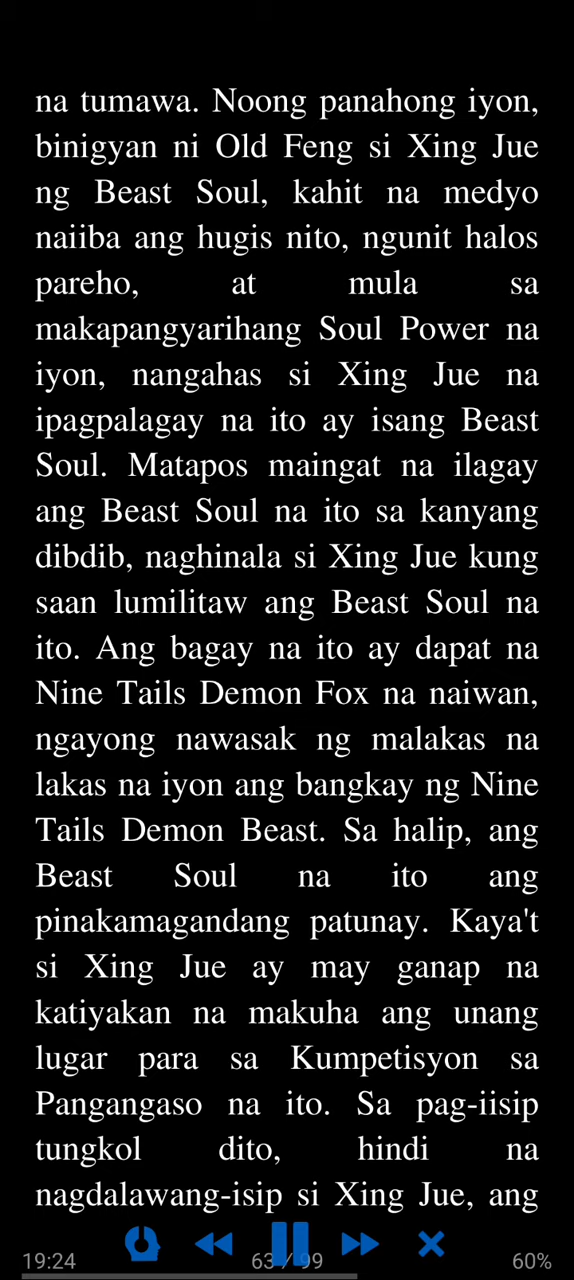 na tumawa. Noong panahong iyon,
binigyan ni Old Feng si Xing Jue
ng Beast Soul, kahit na medyo
naiiba ang hugis nito, ngunit halos
pareho, at mula sa
makapangyarihang Soul Power na
iyon, nangahas si Xing Jue na
ipagpalagay na ito ay isang Beast
Soul. Matapos maingat na ilagay
ang Beast Soul na ito sa kanyang
dibdib, naghinala si Xing Jue kung
saan lumilitaw ang Beast Soul na
ito. Ang bagay na ito ay dapat na
Nine Tails Demon Fox na naiwan,
ngayong nawasak ng malakas na
lakas na iyon ang bangkay ng Nine
Tails Demon Beast. Sa halip, ang
Beast Soul na ito ang
pinakamagandang patunay. Kaya't
si Xing Jue ay may ganap na
katiyakan na makuha ang unang
lugar para sa Kumpetisyon sa
Pangangaso na ito. Sa pag-iisip
tungkol dito, hindi na
nagdalawang-isip si Xing Jue, ang
19:24 63 / 99 60%